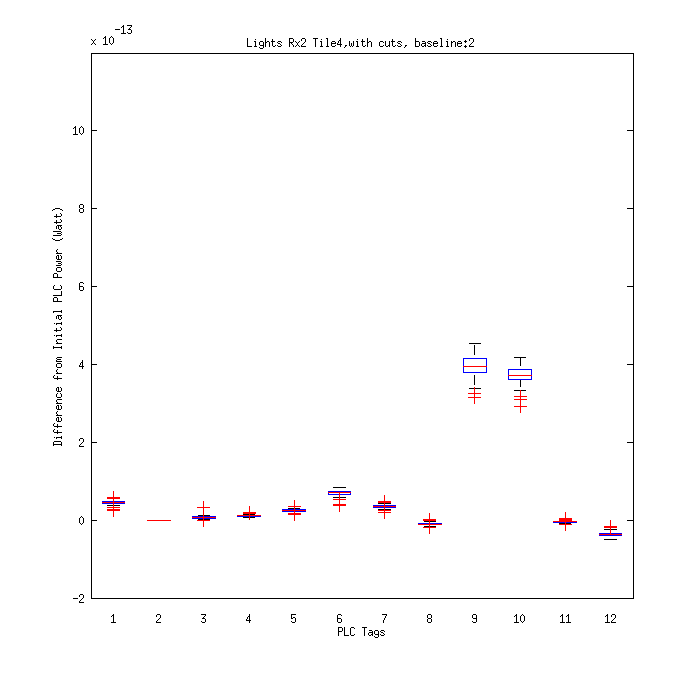 x 10^-13
Lights Rx2 Tile4,with cuts, baseline:2
Difference from Initial PLC Power (Watt)
10
8
6
4
2
0
-2
1 2 3 4 5 6 7 8 9 10 11 12
PLC Tags